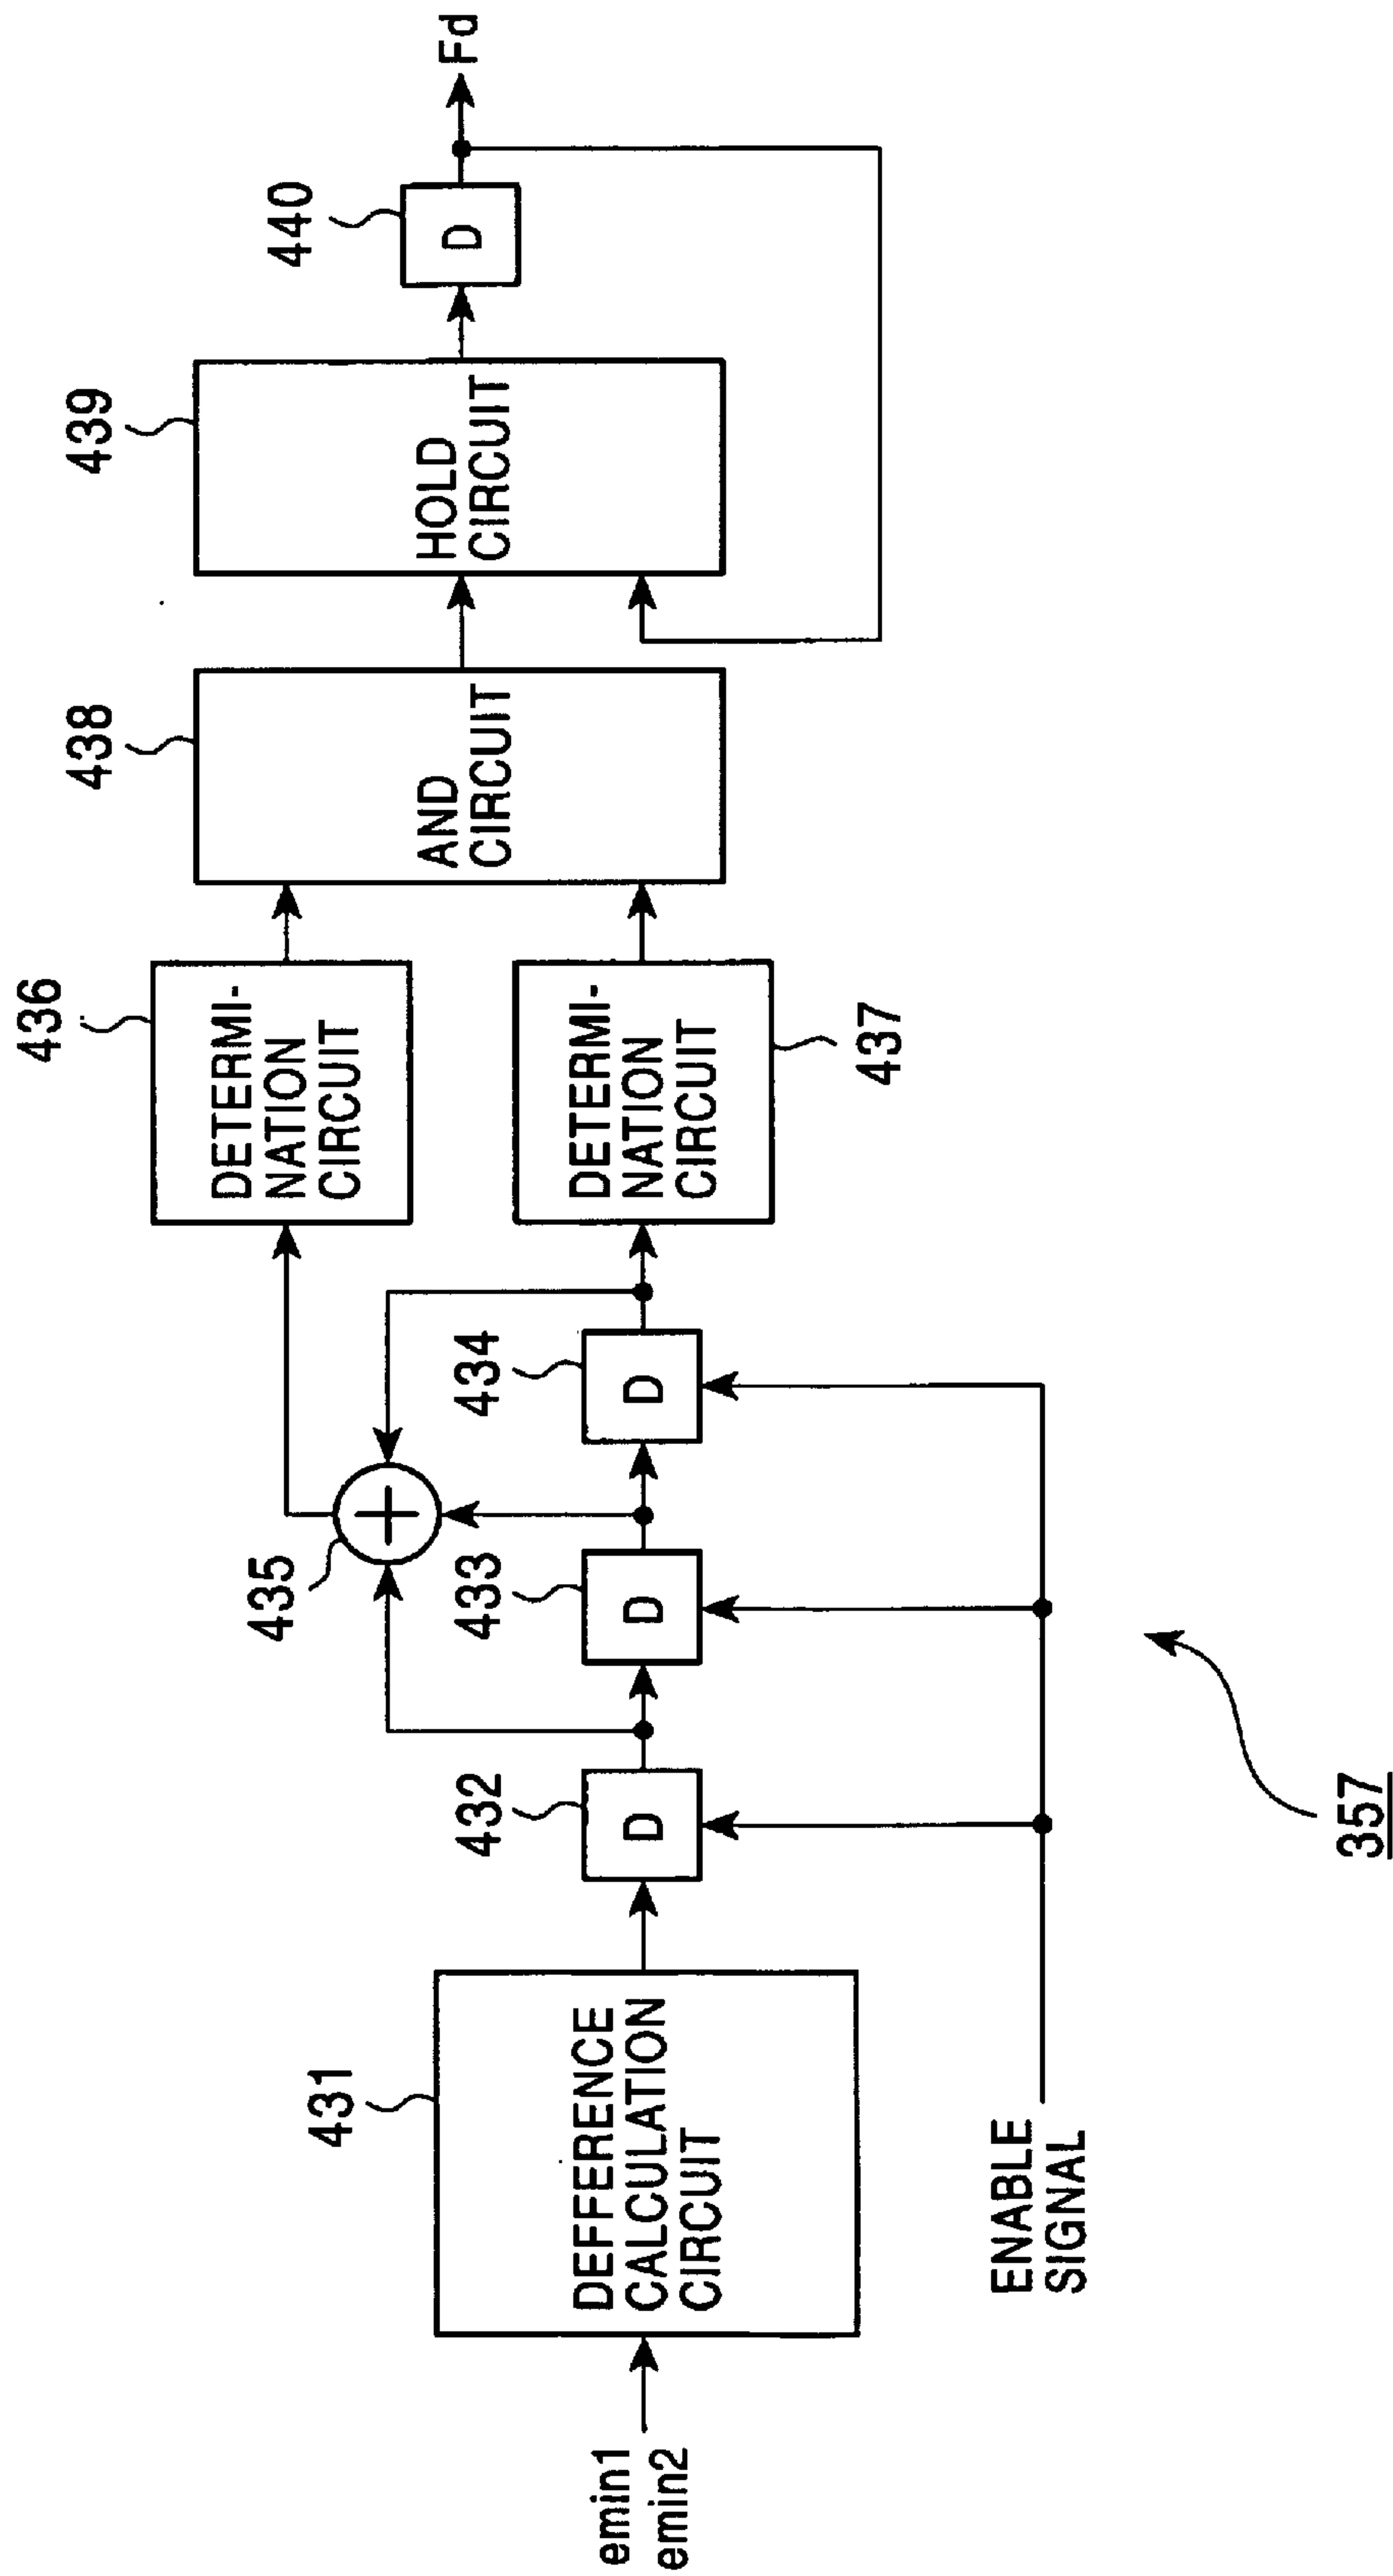 emin1
emin2
431
DEFFERENCE
CALCULATION
CIRCUIT
ENABLE
SIGNAL
432
D
433
D
434
D
435
+
436
DETERMI-
NATION
CIRCUIT
437
DETERMI-
NATION
CIRCUIT
438
AND
CIRCUIT
439
HOLD
CIRCUIT
440
D
Fd
357